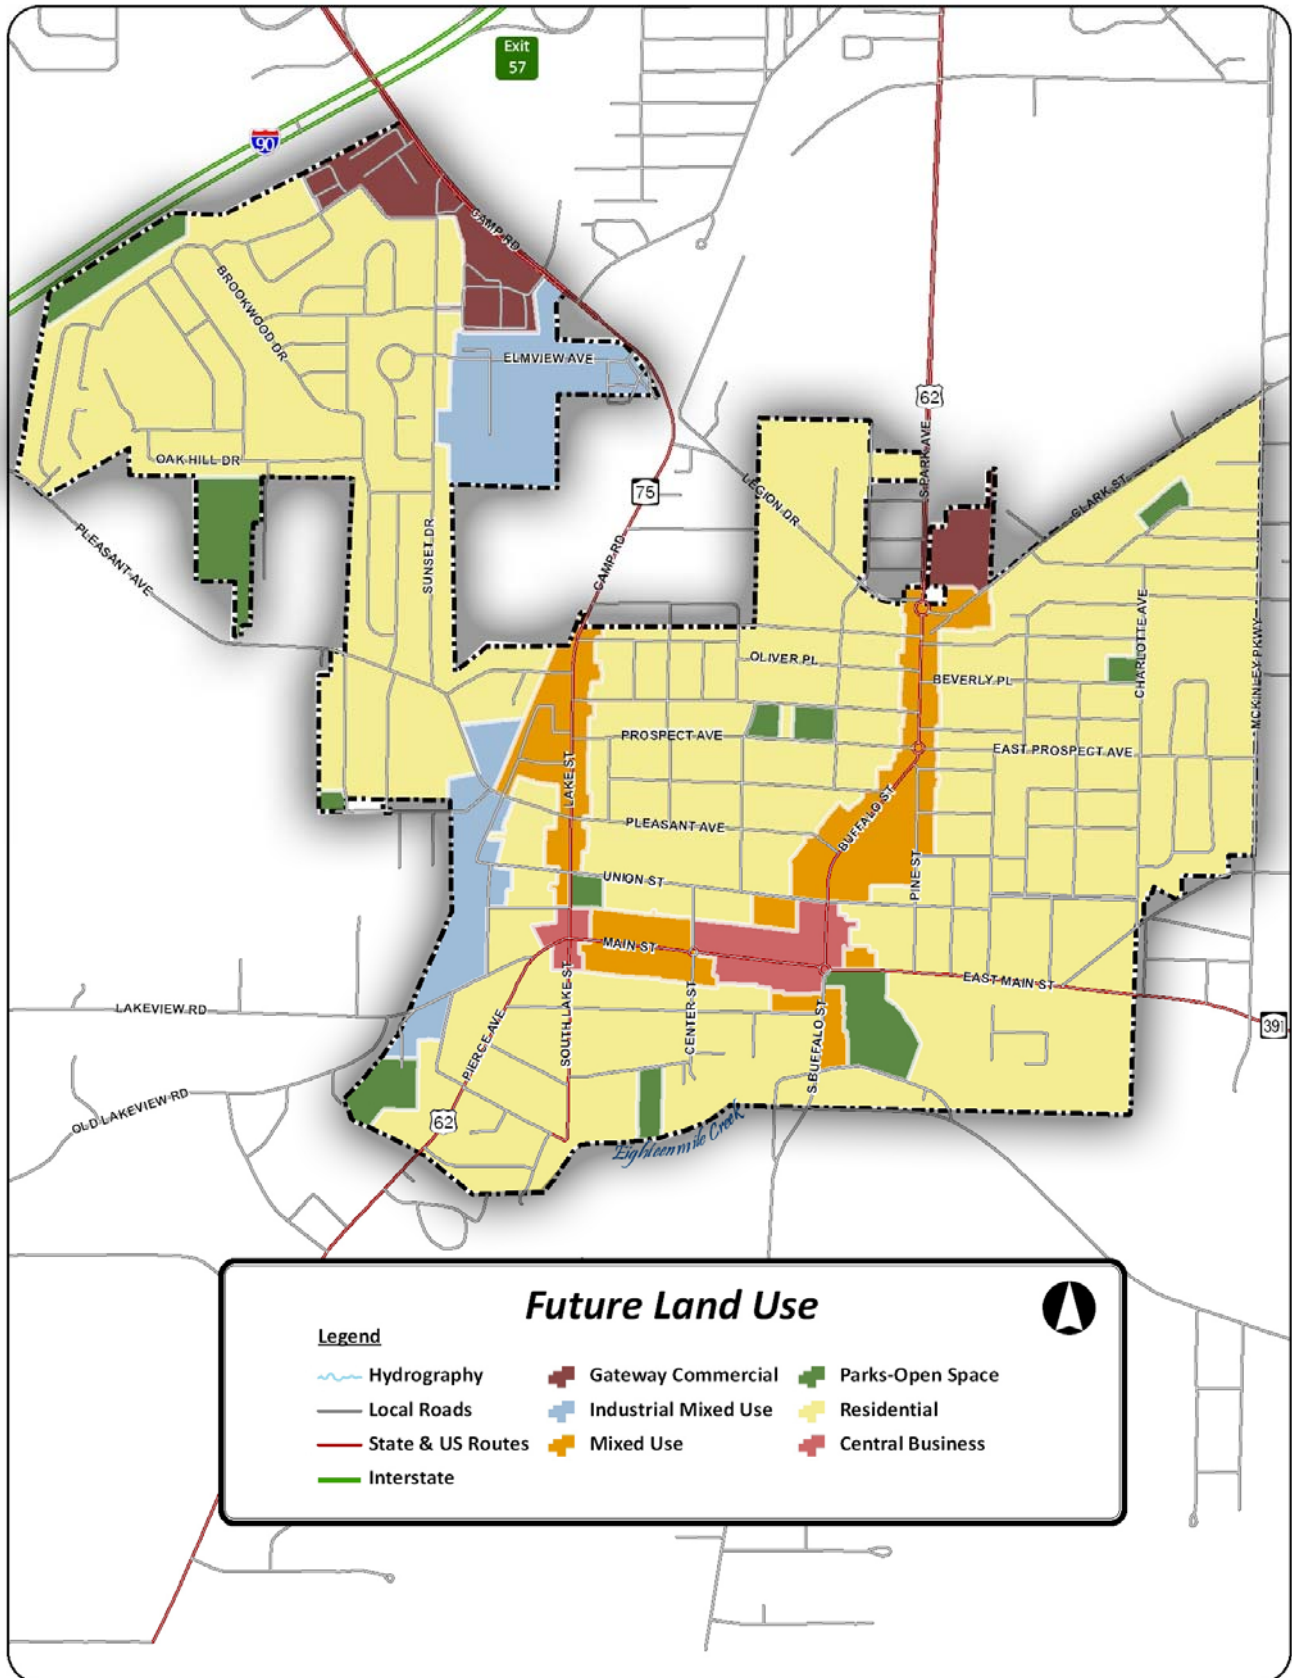 Exit
57
90
CAMP RD
BROOKWOOD DR
ELMVIEW AVE
62
S PARK AVE
OAK HILL DR
75
LEGION DR
CLARK ST
PLEASANT AVE
SUNSET DR
CAMP RD
CHARLOTTE AVE
OLIVER PL
BEVERLY PL
MCKINLEY PKWY
PROSPECT AVE
EAST PROSPECT AVE
LAKE ST
PLEASANT AVE
BUFFALO ST
UNION ST
PINE ST
MAIN ST
EAST MAIN ST
LAKEVIEW RD
SOUTH LAKE ST
CENTER ST
S BUFFALO ST
391
PIERCE AVE
OLD LAKEVIEW RD
62
Eighteenmile Creek
Future Land Use
Legend
Hydrography
Gateway Commercial
Parks-Open Space
Local Roads
Industrial Mixed Use
Residential
State & US Routes
Mixed Use
Central Business
Interstate